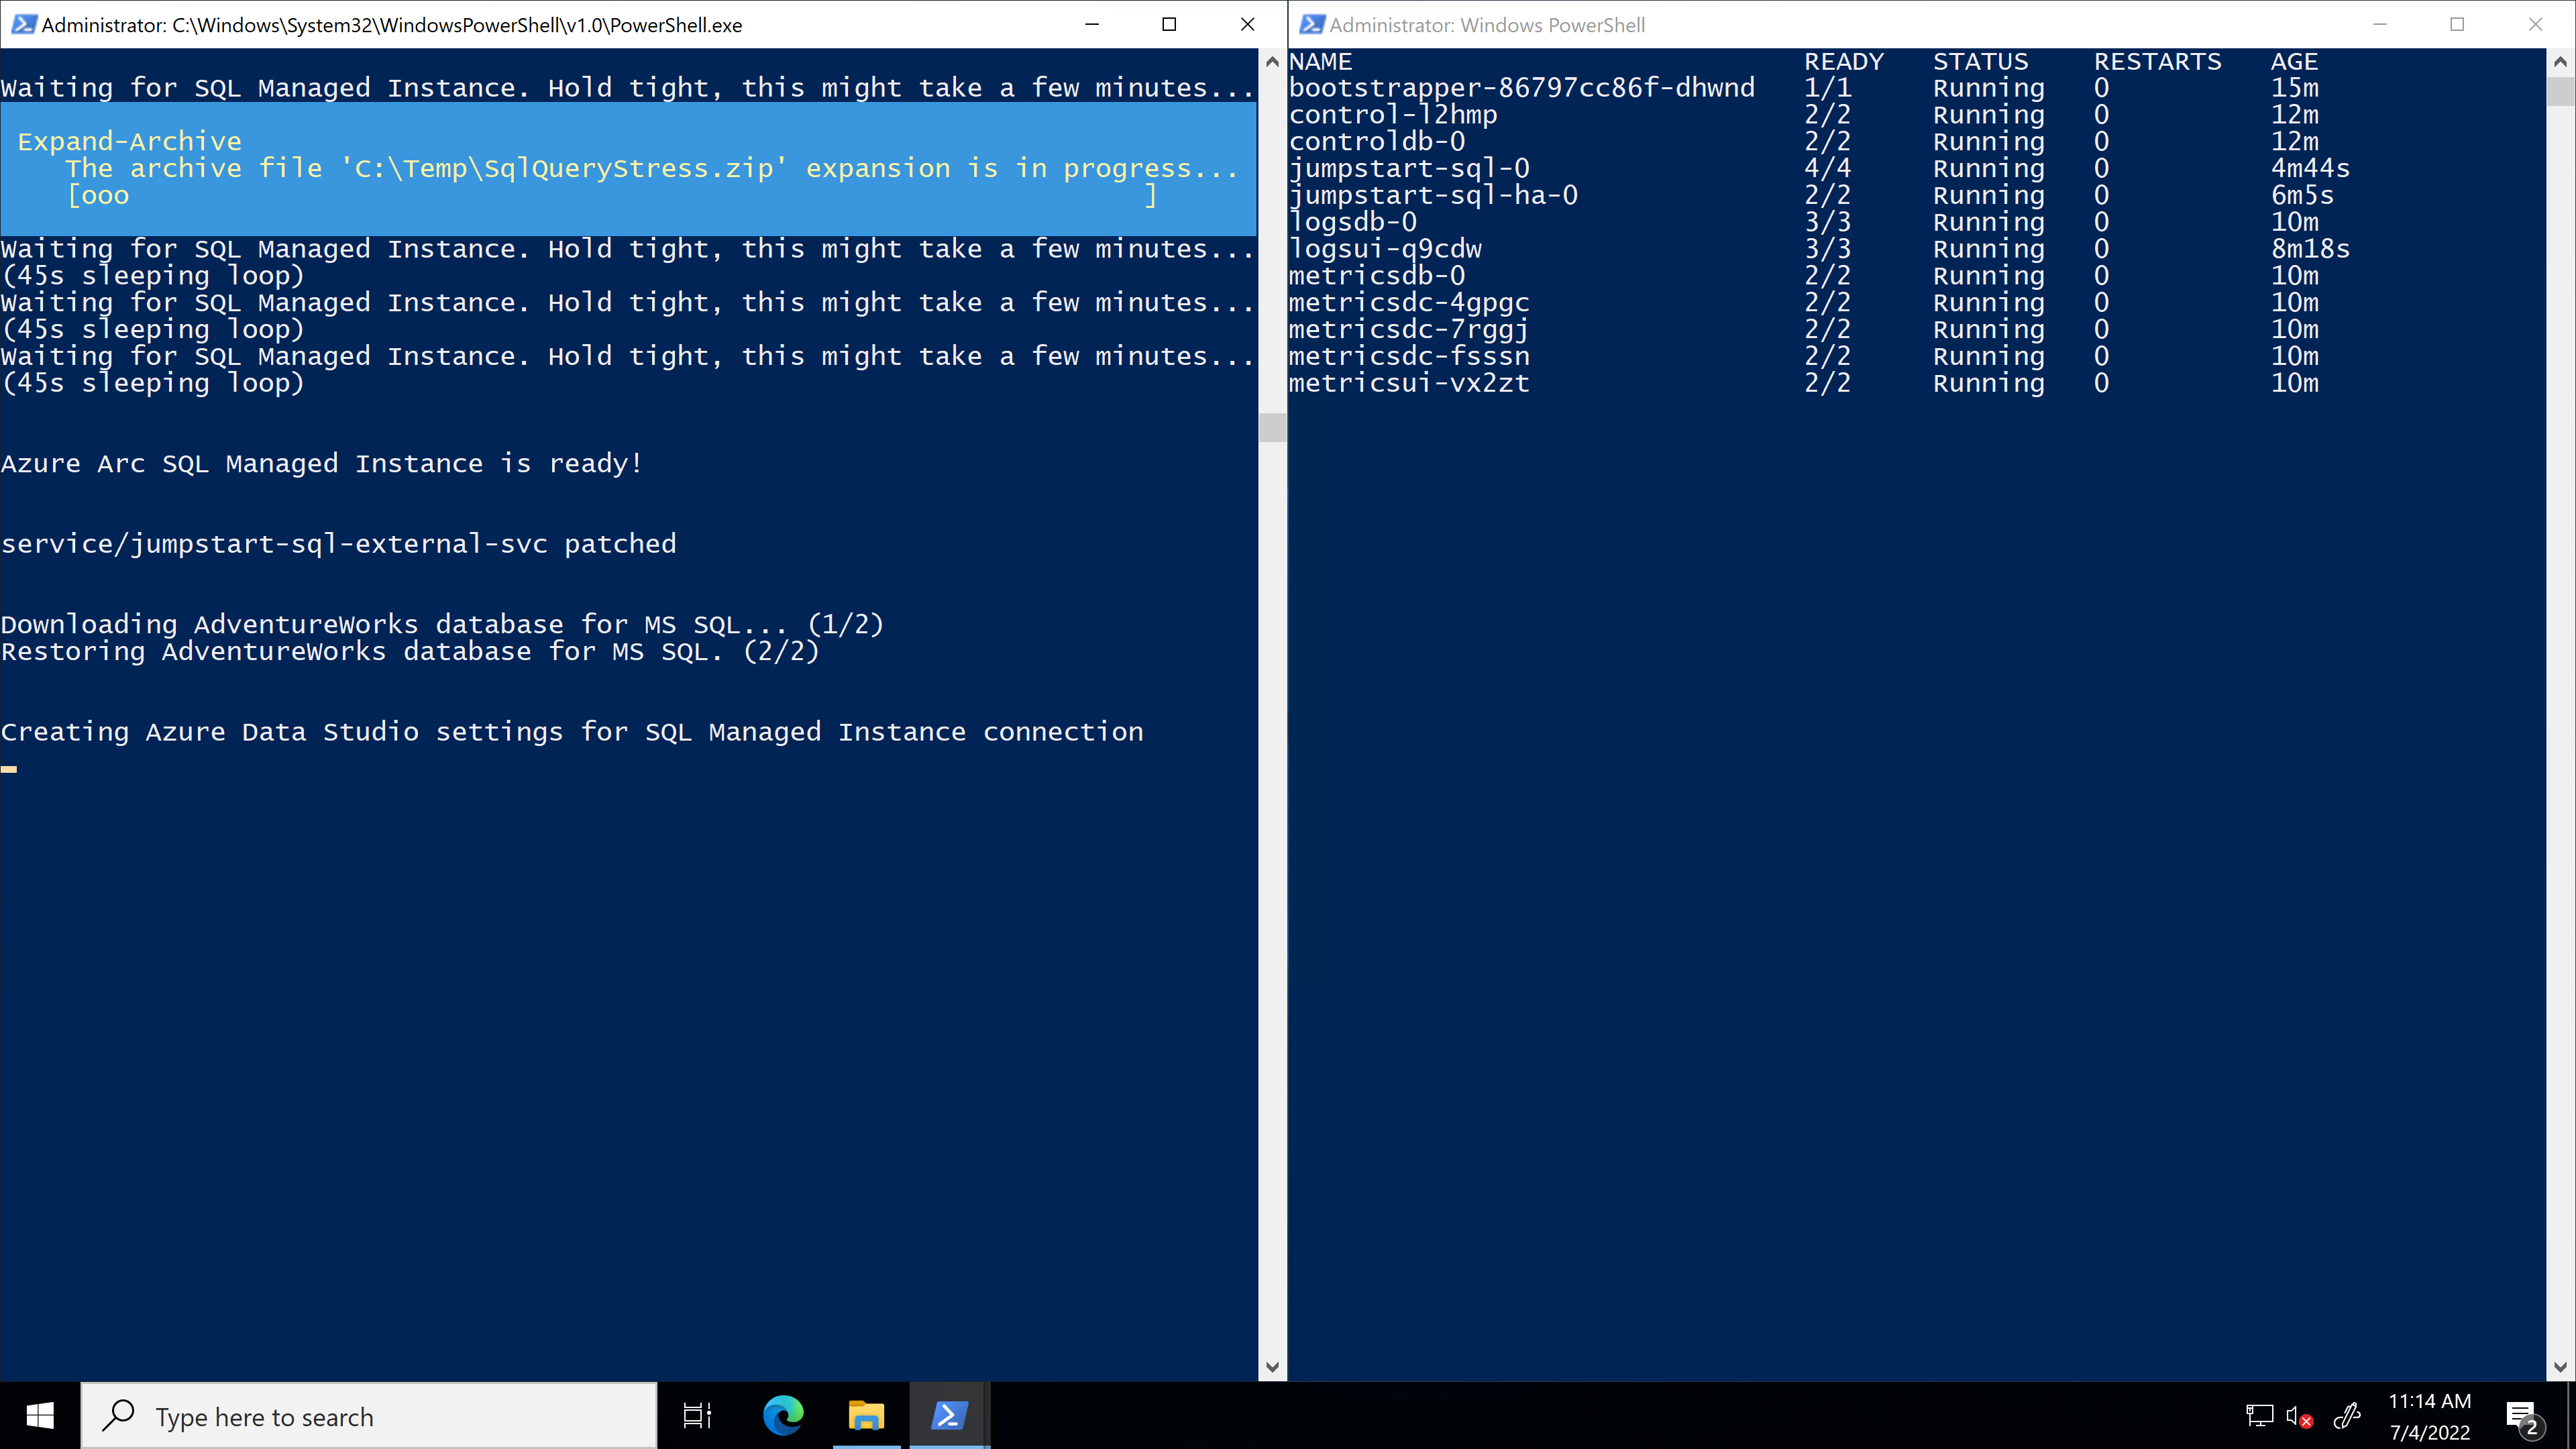 Administrator: C:\Windows\System32\WindowsPowerShell\v1.0\PowerShell.exe
Waiting for SQL Managed Instance. Hold tight, this might take a few minutes...
Expand-Archive
The archive file 'C:\Temp\SqlQueryStress.zip' expansion is in progress...
[ooo ]
Waiting for SQL Managed Instance. Hold tight, this might take a few minutes...
(45s sleeping loop)
Waiting for SQL Managed Instance. Hold tight, this might take a few minutes...
(45s sleeping loop)
Waiting for SQL Managed Instance. Hold tight, this might take a few minutes...
(45s sleeping loop)
Azure Arc SQL Managed Instance is ready!
service/jumpstart-sql-external-svc patched
Downloading AdventureWorks database for MS SQL... (1/2)
Restoring AdventureWorks database for MS SQL. (2/2)
Creating Azure Data Studio settings for SQL Managed Instance connection
Administrator: Windows PowerShell
NAME READY STATUS RESTARTS AGE
bootstrapper-86797cc86f-dhwnd 1/1 Running 0 15m
control-l2hmp 2/2 Running 0 12m
controldb-0 2/2 Running 0 12m
jumpstart-sql-0 4/4 Running 0 4m44s
jumpstart-sql-ha-0 2/2 Running 0 6m5s
logsdb-0 3/3 Running 0 10m
logsui-q9cdw 3/3 Running 0 8m18s
metricsdb-0 2/2 Running 0 10m
metricsdc-4gpgc 2/2 Running 0 10m
metricsdc-7rggj 2/2 Running 0 10m
metricsdc-fsssn 2/2 Running 0 10m
metricsui-vx2zt 2/2 Running 0 10m
Type here to search
11:14 AM
7/4/2022
2